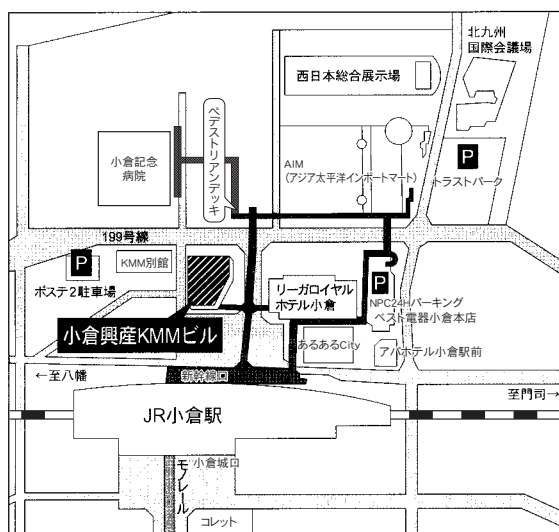 北九州
国際会議場
西日本総合展示場
ペデストリアンデッキ
小倉記念
病院
P
AIM
(アジア太平洋インポートマート)
トラストパーク
199号線
P
KMM別館
ポステ2駐車場
リーガロイヤル
ホテル小倉
P
NPC24Hパーキング
ベスト電器小倉本店
小倉興産KMMビル
あるあるCity
アパホテル小倉駅前
←至八幡
新幹線口
至門司→
JR小倉駅
小倉城口
モノレール
コレット